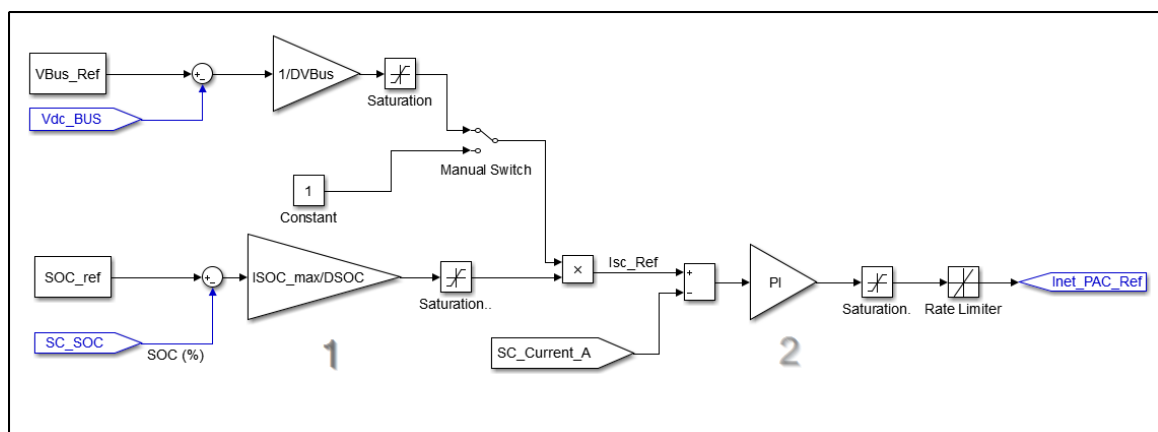 VBus_Ref
+
-
1/DVBus
Saturation
Vdc_BUS
Manual Switch
1
Constant
SOC_ref
+
-
ISOC_max/DSOC
Saturation..
×
Isc_Ref
+
-
PI
Saturation.
Rate Limiter
Inet_PAC_Ref
SC_SOC
SOC (%)
SC_Current_A
1
2